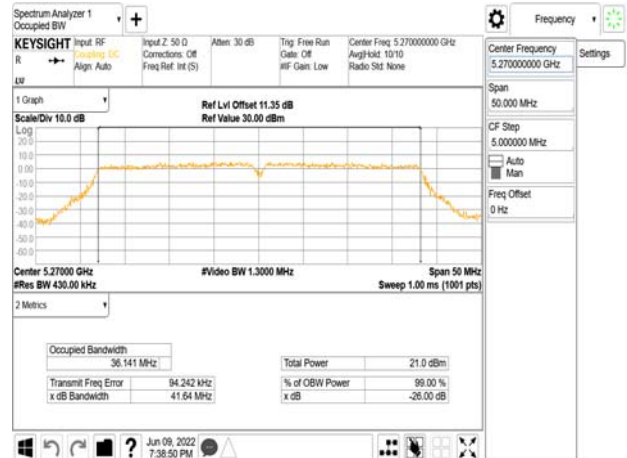 Spectrum Analyzer 1
Occupied BW
Frequency
KEYSIGHT
R
Input: RF
Coupling: DC
Align: Auto
Input Z: 50 Ω
Corrections: Off
Freq Ref: Int (S)
Atten: 30 dB
Trig: Free Run
Gate: Off
#IF Gain: Low
Center Freq: 5.270000000 GHz
Avg|Hold: 10/10
Radio Std: None
Center Frequency
5.270000000 GHz
Settings
Span
50.000 MHz
CF Step
5.000000 MHz
Auto
Man
Freq Offset
0 Hz
1 Graph
Scale/Div 10.0 dB
Ref Lvl Offset 11.35 dB
Ref Value 30.00 dBm
Log
20.0
10.0
0.00
-10.0
-20.0
-30.0
-40.0
-50.0
-60.0
Center 5.27000 GHz
#Res BW 430.00 kHz
#Video BW 1.3000 MHz
Span 50 MHz
Sweep 1.00 ms (1001 pts)
2 Metrics
Occupied Bandwidth
36.141 MHz
Total Power 21.0 dBm
Transmit Freq Error 94.242 kHz
% of OBW Power 99.00 %
x dB Bandwidth 41.64 MHz
x dB -26.00 dB
?
Jun 09, 2022
7:38:50 PM